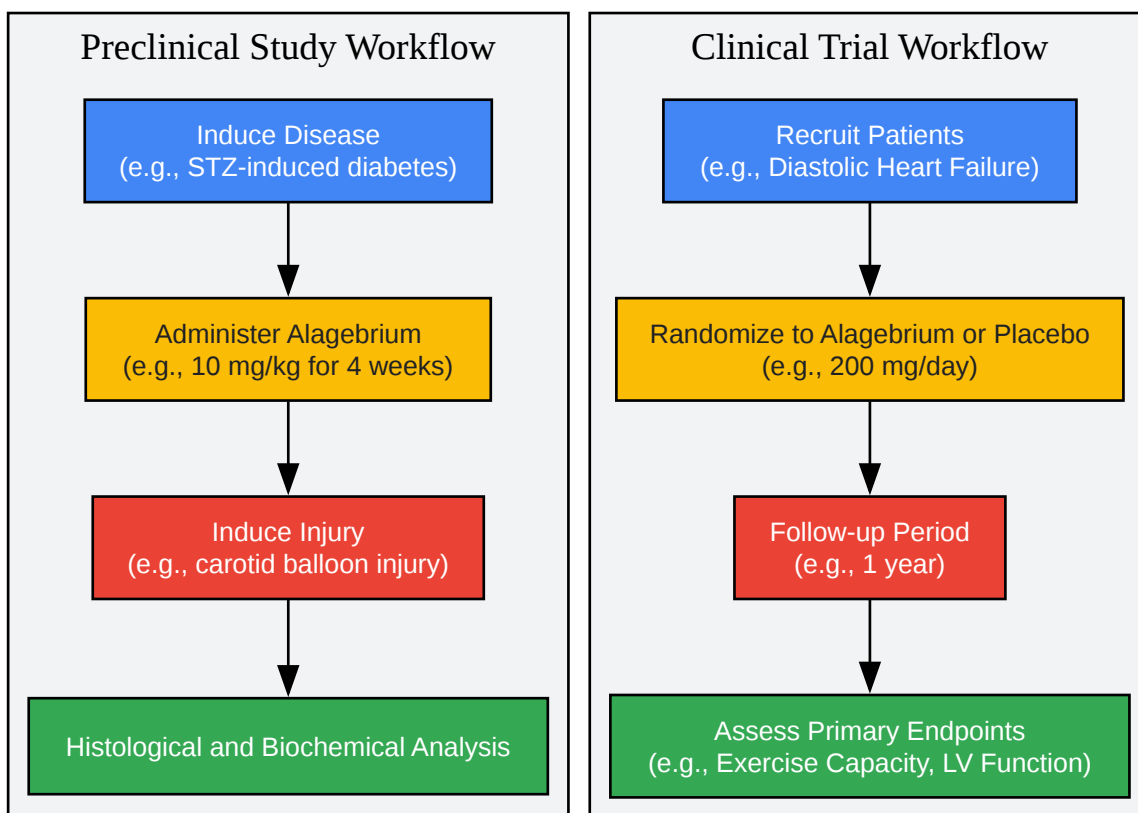 Preclinical Study Workflow
Induce Disease
(e.g., STZ-induced diabetes)
Administer Alagebrium
(e.g., 10 mg/kg for 4 weeks)
Induce Injury
(e.g., carotid balloon injury)
Histological and Biochemical Analysis
Clinical Trial Workflow
Recruit Patients
(e.g., Diastolic Heart Failure)
Randomize to Alagebrium or Placebo
(e.g., 200 mg/day)
Follow-up Period
(e.g., 1 year)
Assess Primary Endpoints
(e.g., Exercise Capacity, LV Function)